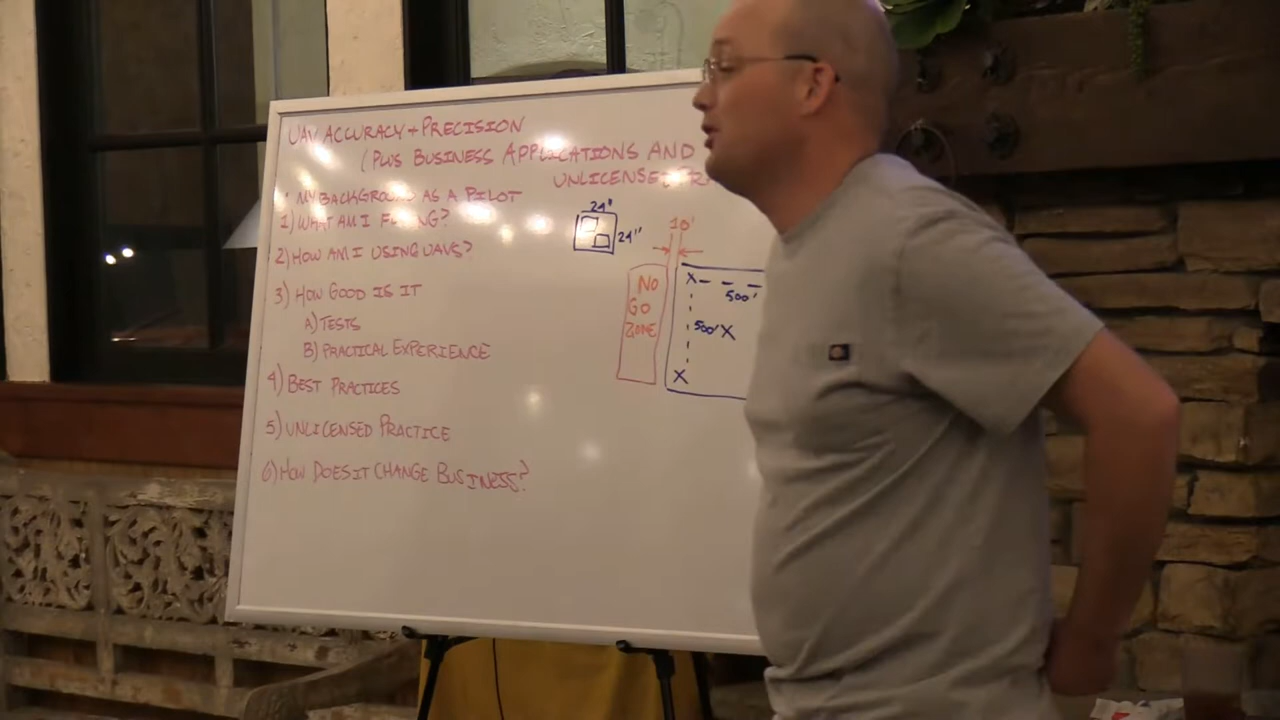 UAV ACCURACY + PRECISION
(PLUS BUSINESS APPLICATIONS AND
UNLICENSED
• MY BACKGROUND AS A PILOT
1) WHAT AM I FLYING?
2) HOW AM I USING UAVS?
3) HOW GOOD IS IT
A) TESTS
B) PRACTICAL EXPERIENCE
4) BEST PRACTICES
5) UNLICENSED PRACTICE
6) HOW DOES IT CHANGE BUSINESS?
24"
24"
10'
NO
GO
ZONE
X
500'
500' X
X